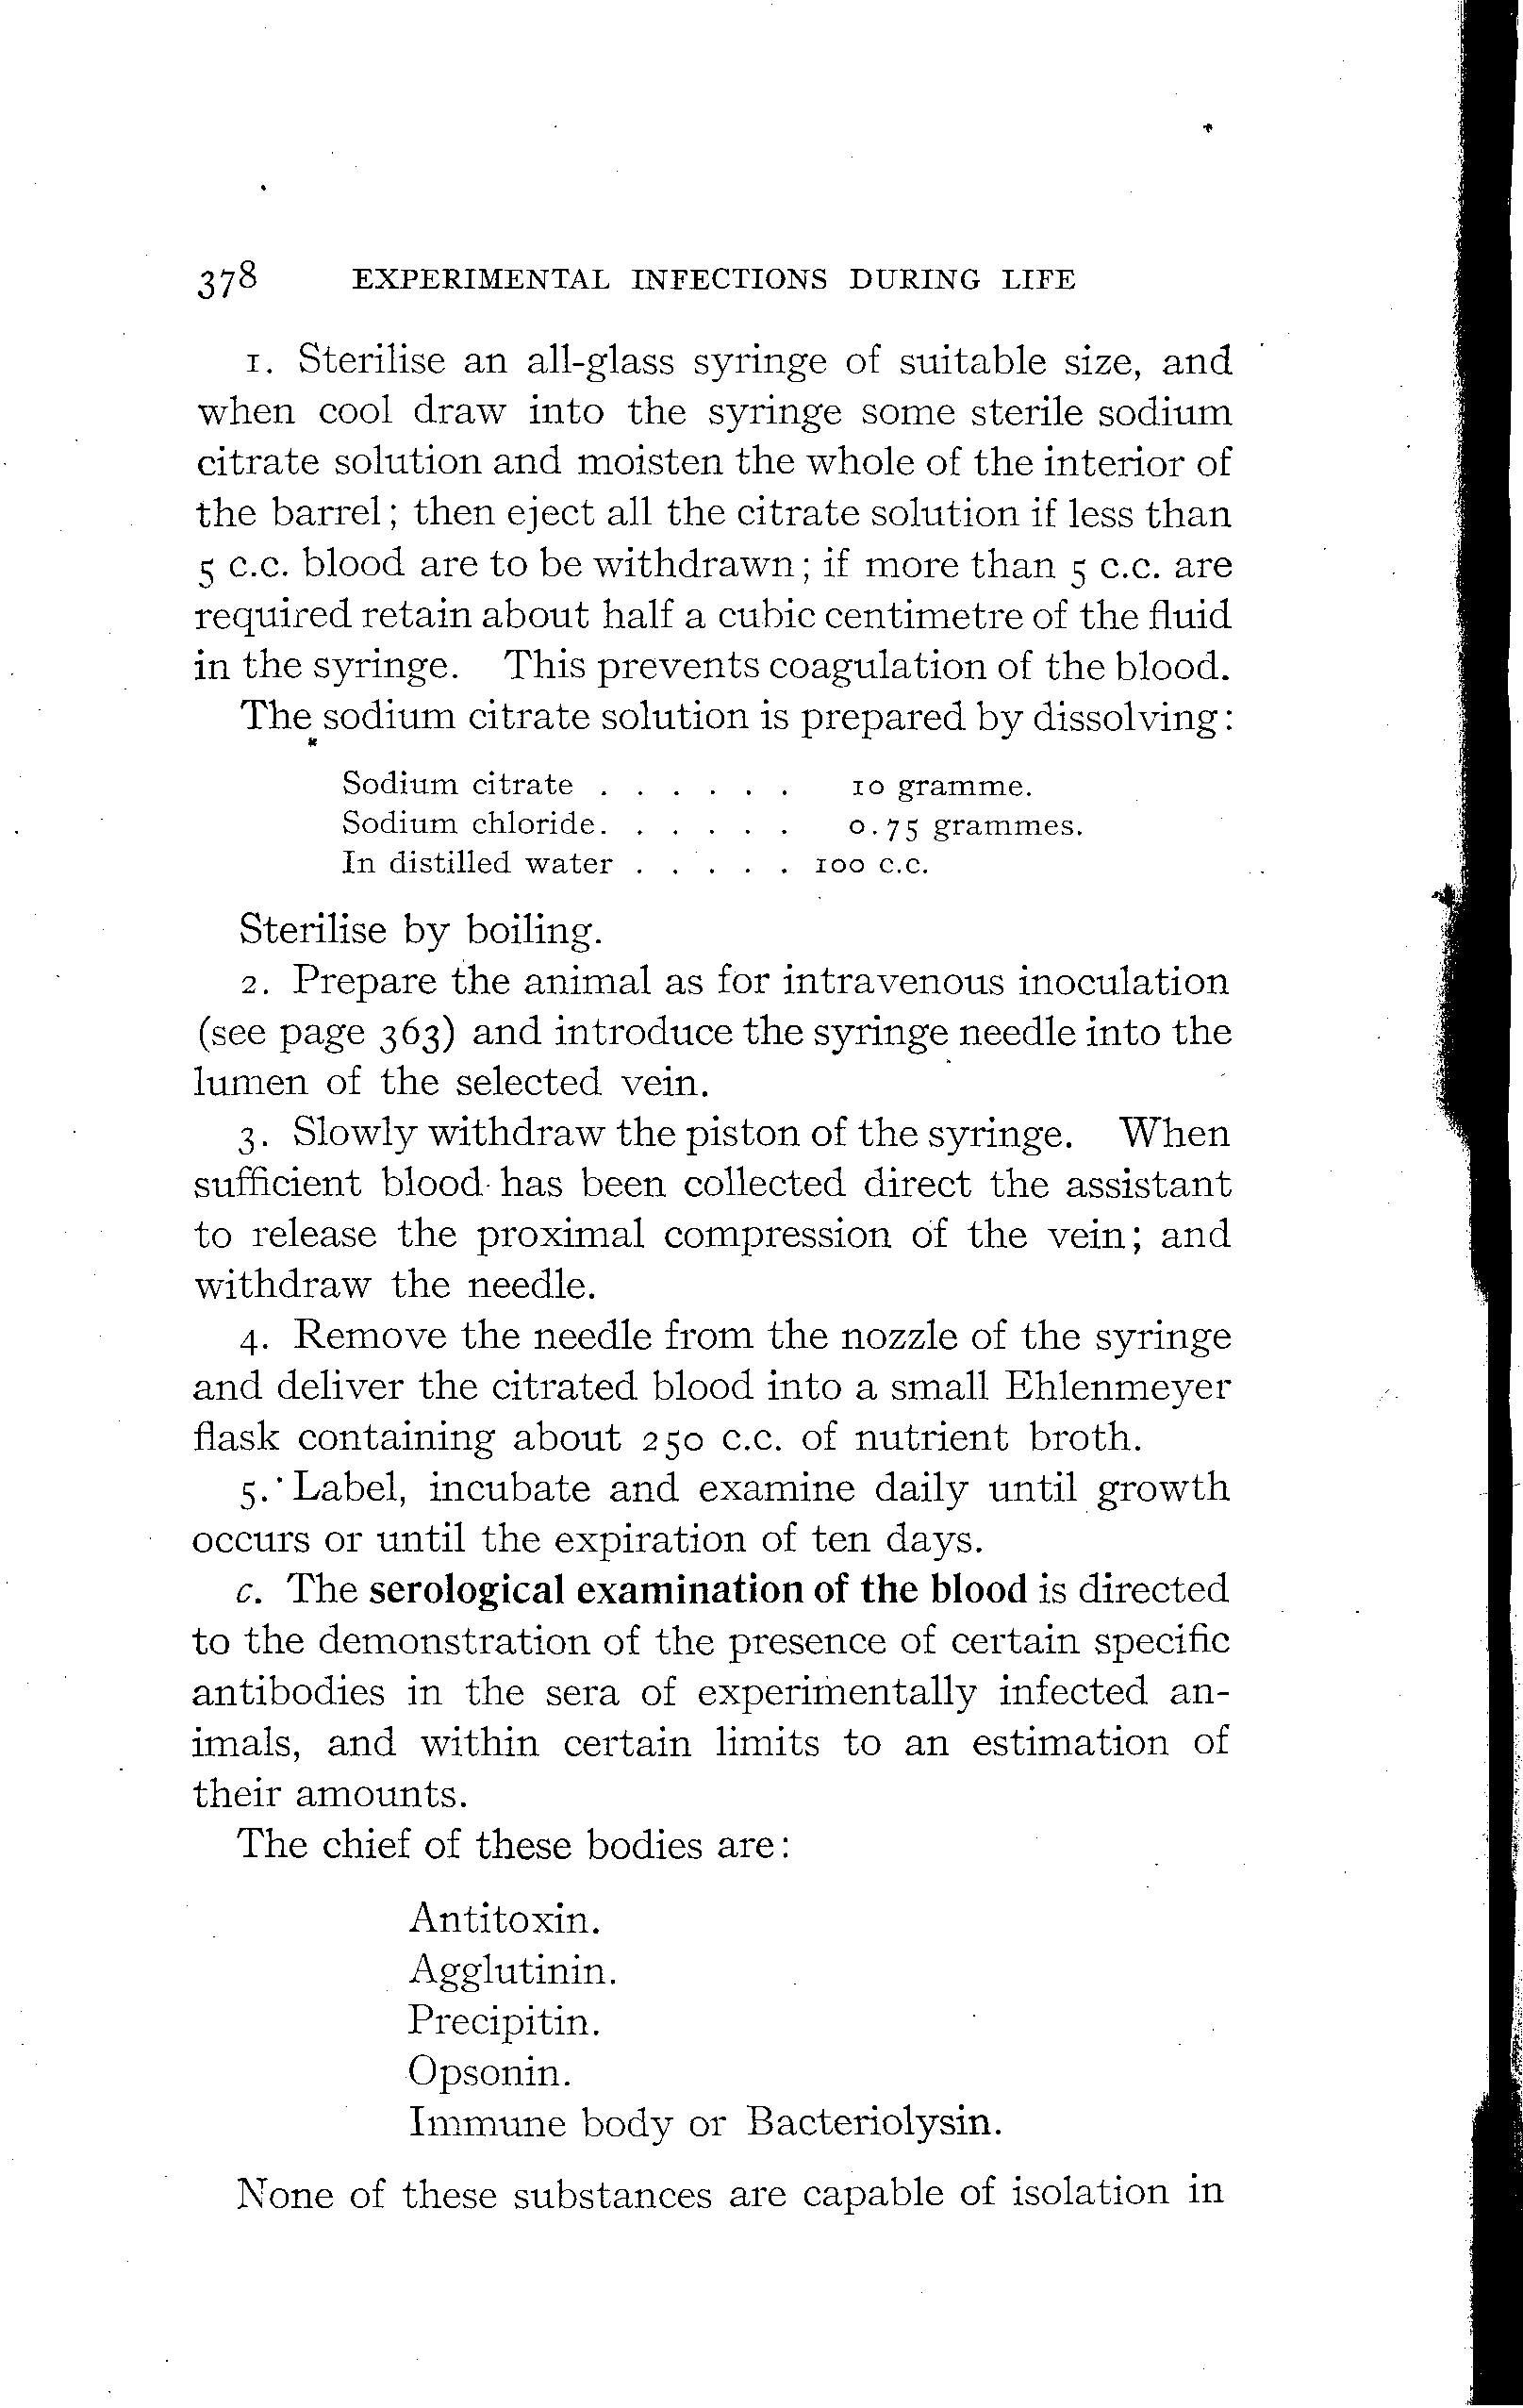 378 EXPERIMENTAL INFECTIONS DURING LIFE
1. Sterilise an all-glass syringe of suitable size, and
when cool draw into the syringe some sterile sodium
citrate solution and moisten the whole of the interior of
the barrel; then eject all the citrate solution if less than
5 c.c. blood are to be withdrawn; if more than 5 c.c. are
required retain about half a cubic centimetre of the fluid
in the syringe. This prevents coagulation of the blood.
The sodium citrate solution is prepared by dissolving:
Sodium citrate . . . . . . 10 gramme.
Sodium chloride. . . . . . 0.75 grammes.
In distilled water . . . . . 100 c.c.
Sterilise by boiling.
2. Prepare the animal as for intravenous inoculation
(see page 363) and introduce the syringe needle into the
lumen of the selected vein.
3. Slowly withdraw the piston of the syringe. When
sufficient blood has been collected direct the assistant
to release the proximal compression of the vein; and
withdraw the needle.
4. Remove the needle from the nozzle of the syringe
and deliver the citrated blood into a small Ehlenmeyer
flask containing about 250 c.c. of nutrient broth.
5. Label, incubate and examine daily until growth
occurs or until the expiration of ten days.
c. The serological examination of the blood is directed
to the demonstration of the presence of certain specific
antibodies in the sera of experimentally infected an-
imals, and within certain limits to an estimation of
their amounts.
The chief of these bodies are:
Antitoxin.
Agglutinin.
Precipitin.
Opsonin.
Immune body or Bacteriolysin.
None of these substances are capable of isolation in